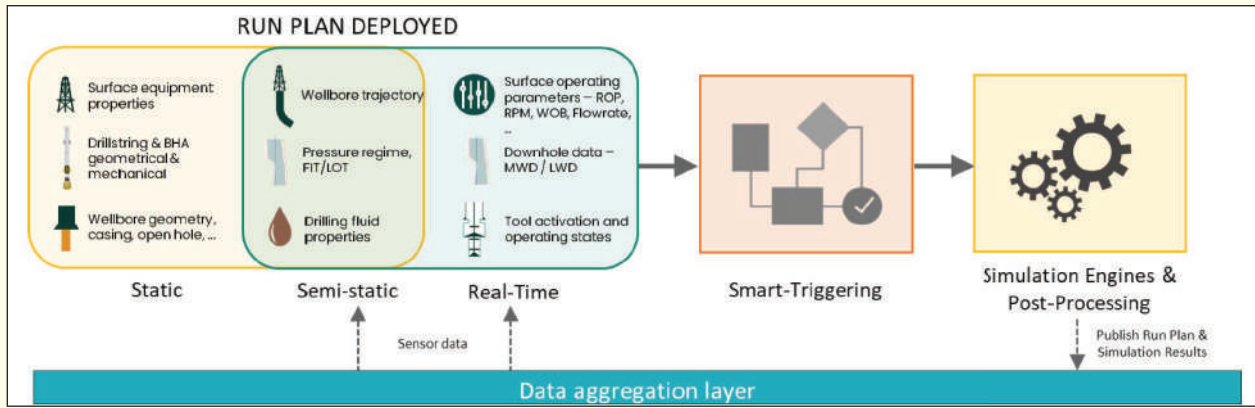 RUN PLAN DEPLOYED
Surface equipment
properties
Drillstring & BHA
geometrical &
mechanical
Wellbore geometry,
casing, open hole, ...
Wellbore trajectory
Pressure regime,
FIT/LOT
Drilling fluid
properties
Surface operating
parameters – ROP,
RPM, WOB, Flowrate,
...
Downhole data –
MWD / LWD
Tool activation and
operating states
Static
Semi-static
Real-Time
Smart-Triggering
Simulation Engines &
Post-Processing
Sensor data
Publish Run Plan &
Simulation Results
Data aggregation layer